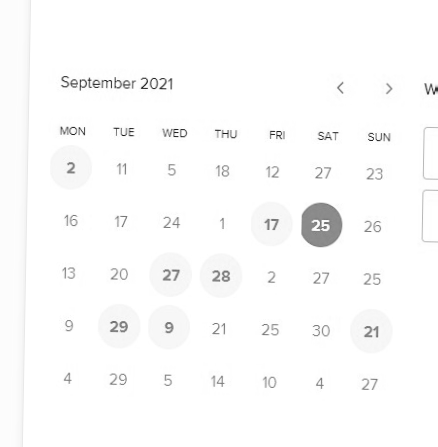 September 2021 < >
W
MON TUE WED THU FRI SAT SUN
2 11 5 18 12 27 23
16 17 24 1 17 25 26
13 20 27 28 2 27 25
9 29 9 21 25 30 21
4 29 5 14 10 4 27